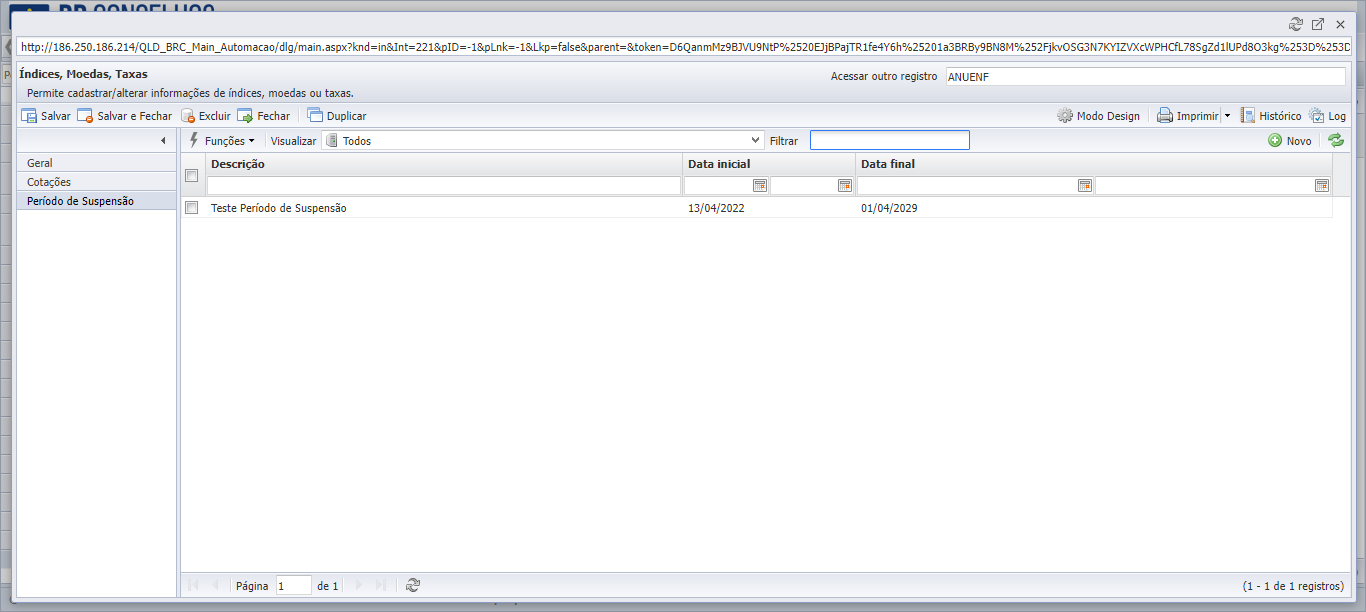 BR CONSELHOS
http://186.250.186.214/QLD_BRC_Main_Automacao/dlg/main.aspx?knd=in&Int=221&pID=-1&pLnk=-1&Lkp=false&parent=&token=D6QanmMz9BJVU9NtP%2520EJjBPajTR1fe4Y6h%25201a3BRBy9BN8M%252FjkvOSG3N7KYIZVXcWPHCfL78SgZd1lUPd8O3kg%253D%253D
Índices, Moedas, Taxas
Acessar outro registro ANUENF
Permite cadastrar/alterar informações de índices, moedas ou taxas.
Salvar Salvar e Fechar Excluir Fechar Duplicar Modo Design Imprimir Histórico Log
Funções Visualizar Todos Filtrar Novo
Geral
Cotações
Período de Suspensão
Descrição Data inicial Data final
Teste Período de Suspensão 13/04/2022 01/04/2029
Página 1 de 1 (1 - 1 de 1 registros)